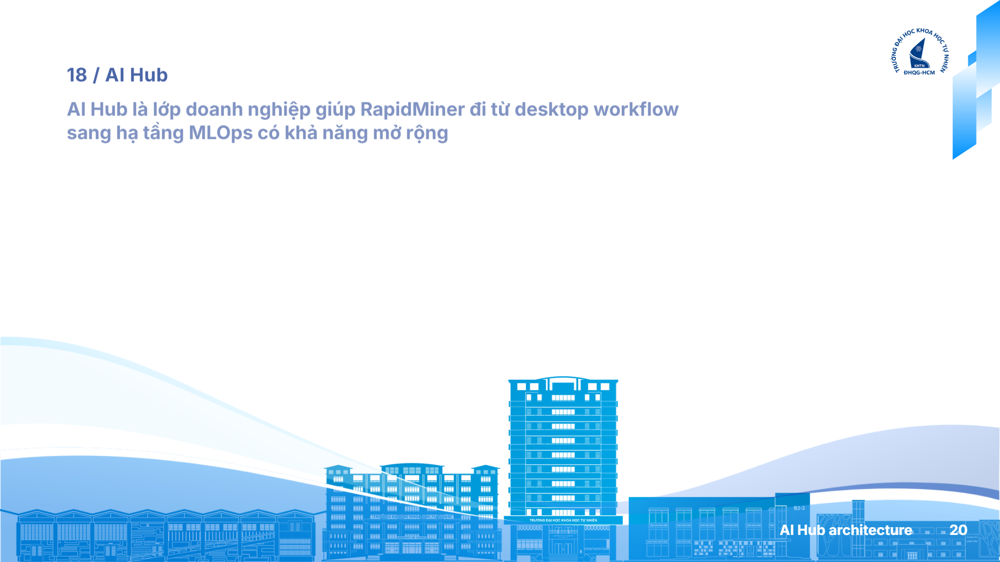 TRƯỜNG ĐẠI HỌC KHOA HỌC TỰ NHIÊN
KHTN
ĐHQG-HCM
18 / AI Hub
AI Hub là lớp doanh nghiệp giúp RapidMiner đi từ desktop workflow
sang hạ tầng MLOps có khả năng mở rộng
TRƯỜNG ĐẠI HỌC KHOA HỌC TỰ NHIÊN
TRƯỜNG ĐẠI HỌC KHOA HỌC TỰ NHIÊN
B2-3
AI Hub architecture
20